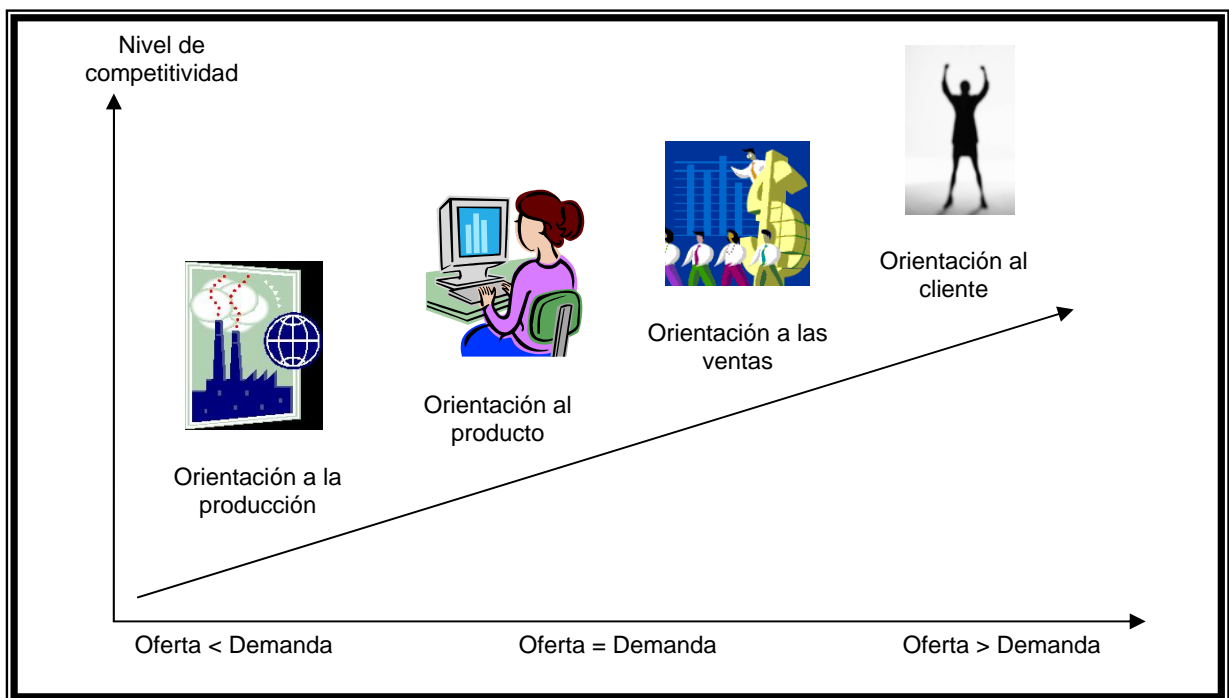 Nivel de
competitividad
Orientación al
cliente
Orientación a las
ventas
Orientación al
producto
Orientación a la
producción
Oferta < Demanda
Oferta = Demanda
Oferta > Demanda